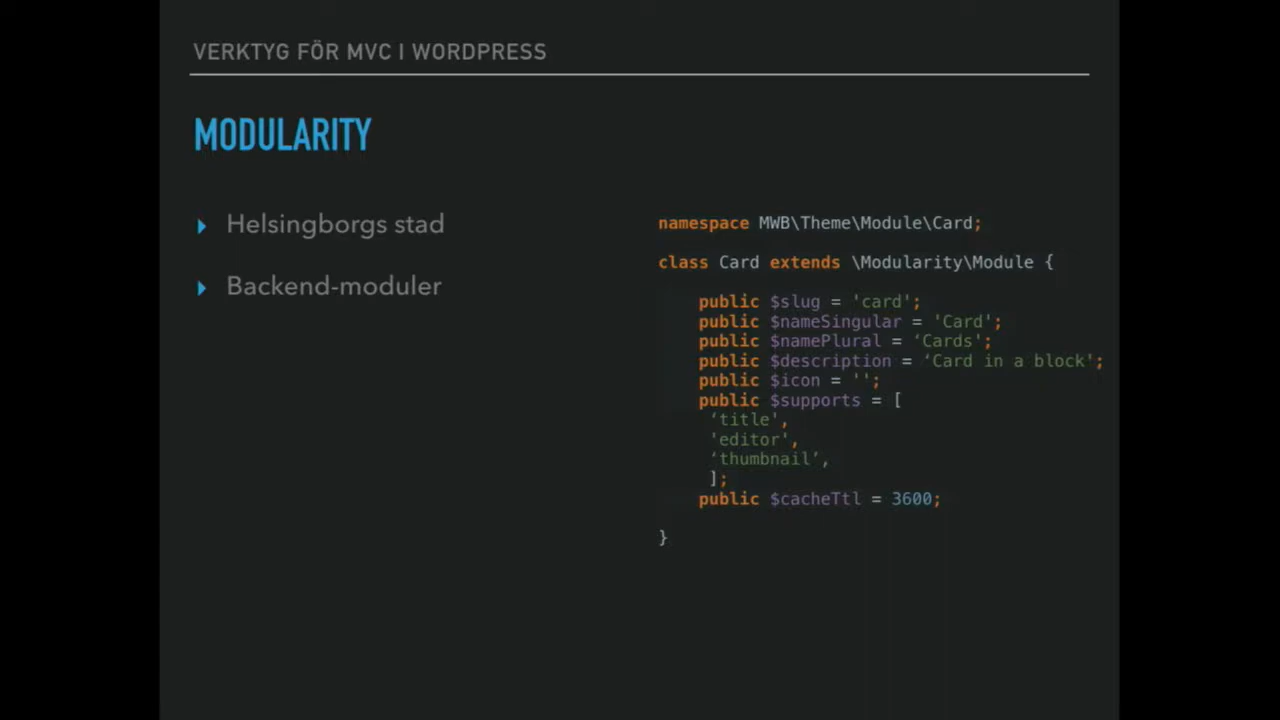 VERKTYG FÖR MVC I WORDPRESS
MODULARITY
Helsingborgs stad
Backend-moduler
namespace MWB\Theme\Module\Card;
class Card extends \Modularity\Module {
public $slug = 'card';
public $nameSingular = 'Card';
public $namePlural = ‘Cards';
public $description = ‘Card in a block';
public $icon = '';
public $supports = [
‘title',
'editor',
‘thumbnail’,
];
public $cacheTtl = 3600;
}